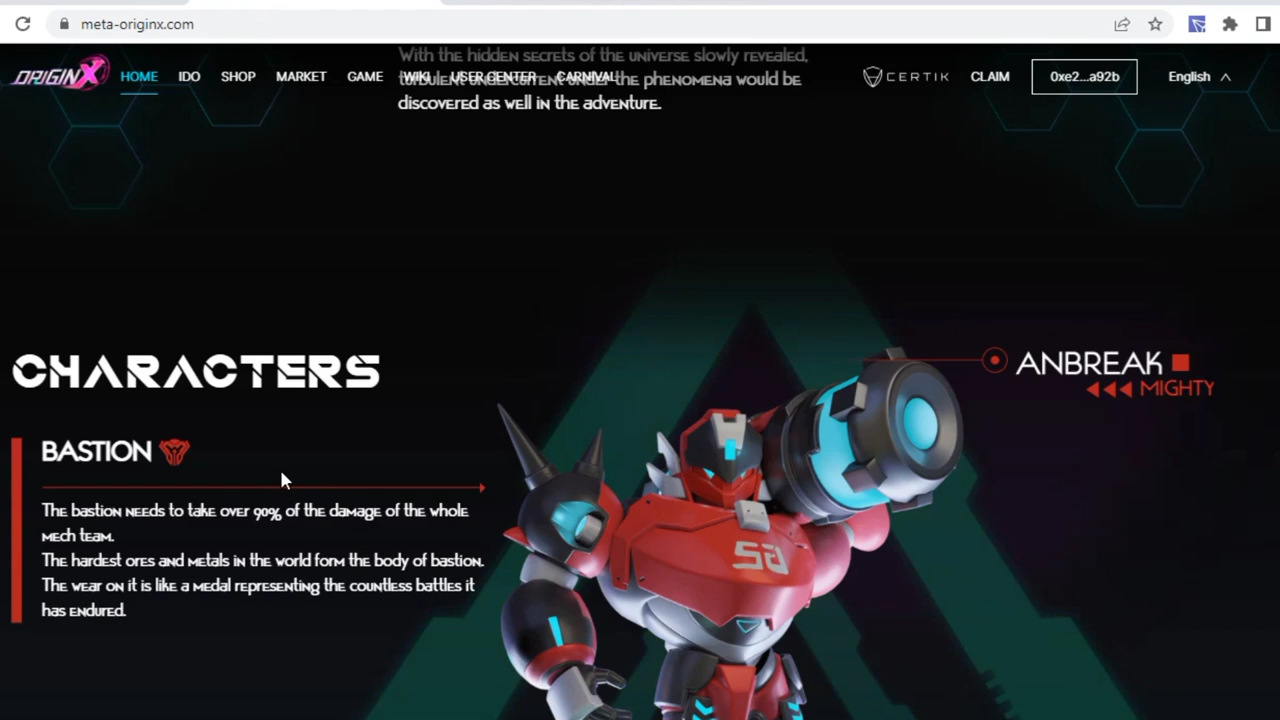 meta-originx.com
With the hidden secrets of the universe slowly revealed,
ORIGINX HOME IDO SHOP MARKET GAME WIKI USER CENTER CARNIVAL CERTIK CLAIM 0xe2...a92b English
turbulent undercurrent under the phenomena would be
discovered as well in the adventure.
CHARACTERS
ANBREAK
MIGHTY
BASTION
The bastion needs to take over 90% of the damage of the whole
mech team.
The hardest ores and metals in the world form the body of bastion.
The wear on it is like a medal representing the countless battles it
has endured.